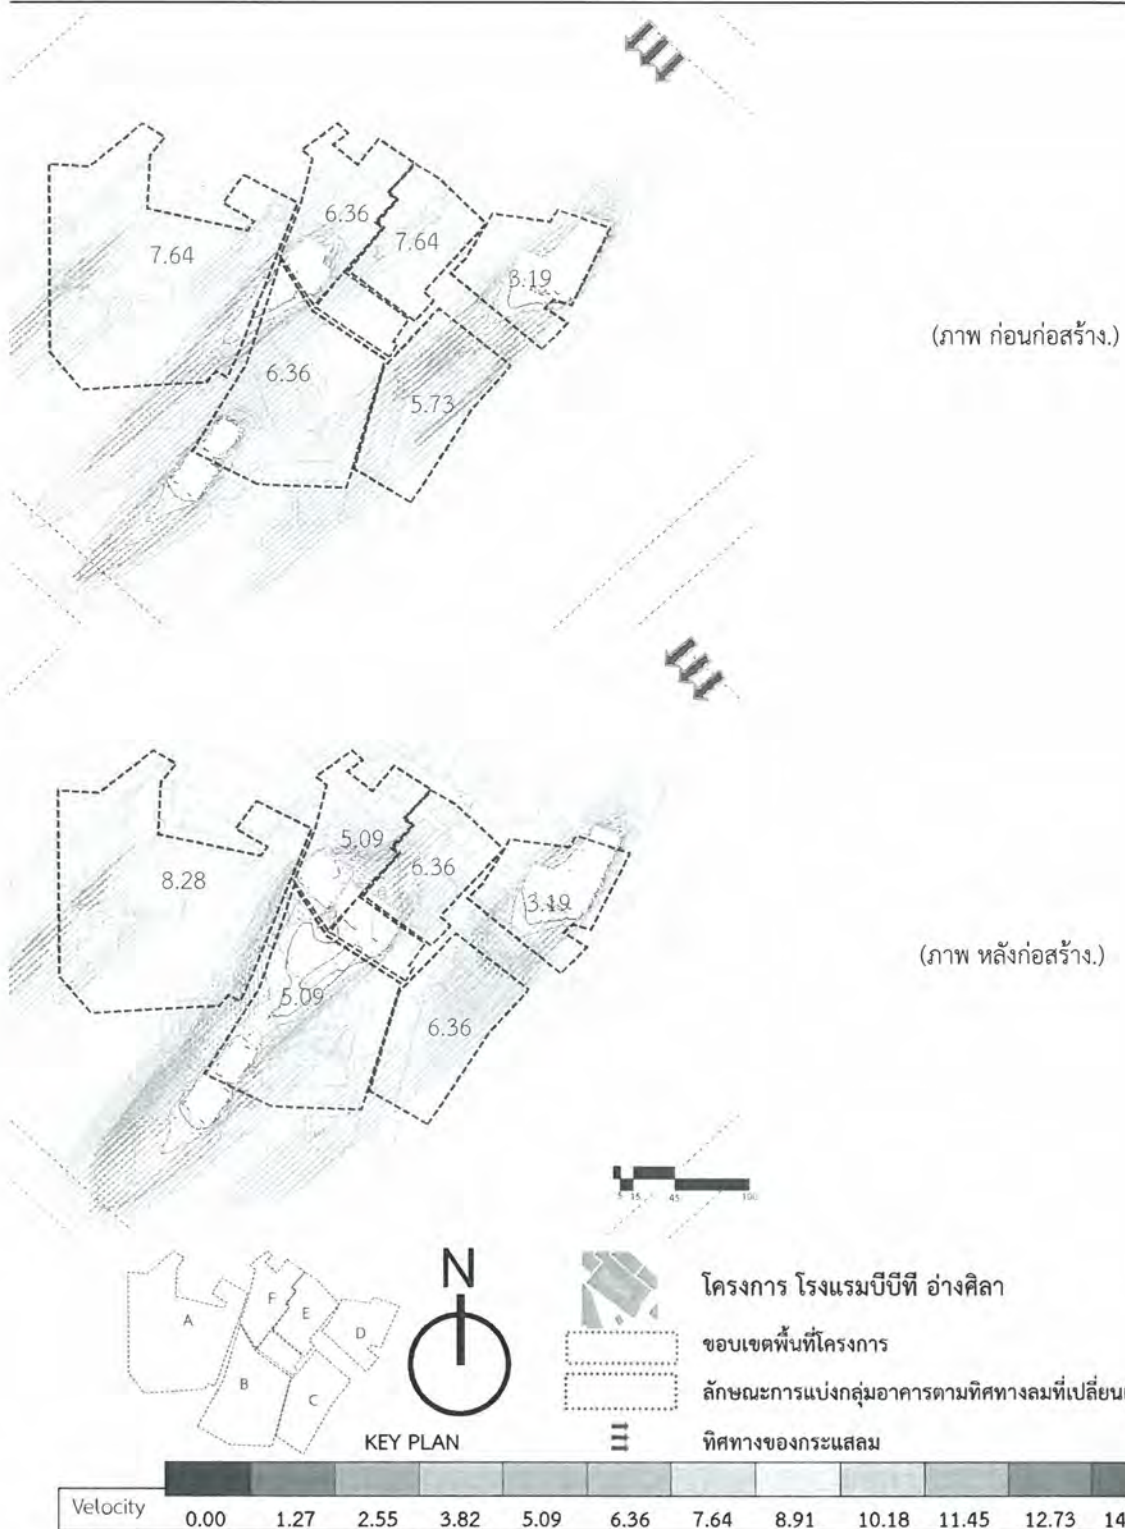 6.36
7.64
7.64
3.19
6.36
5.73
(ภาพ ก่อนก่อสร้าง.)
5.09
6.36
8.28
3.19
5.09
6.36
(ภาพ หลังก่อสร้าง.)
5 15 45 100
N
A
F
E
D
B
C
KEY PLAN
โครงการ โรงแรมบีบีที อ่างศิลา
ขอบเขตพื้นที่โครงการ
ลักษณะการแบ่งกลุ่มอาคารตามทิศทางลมที่เปลี่ยน
ทิศทางของกระแสลม
Velocity 0.00 1.27 2.55 3.82 5.09 6.36 7.64 8.91 10.18 11.45 12.73 14